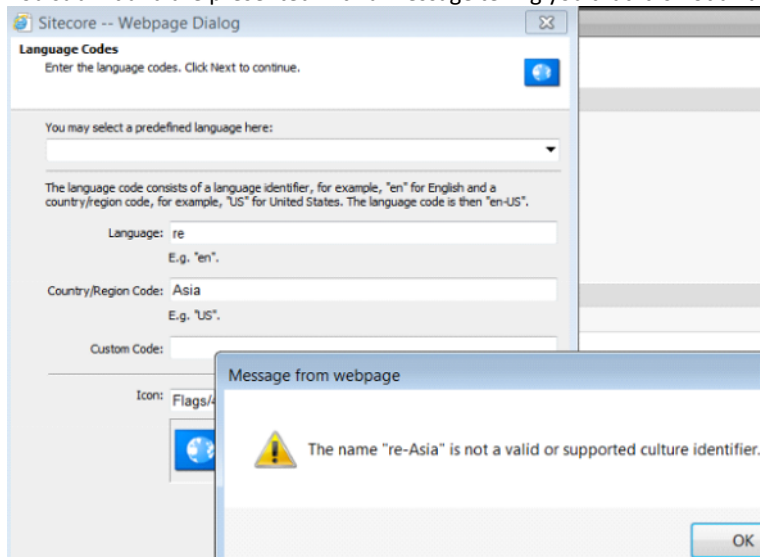 Sitecore -- Webpage Dialog
Language Codes
Enter the language codes. Click Next to continue.
You may select a predefined language here:
The language code consists of a language identifier, for example, "en" for English and a
country/region code, for example, "US" for United States. The language code is then "en-US".
Language: re
E.g. "en".
Country/Region Code: Asia
E.g. "US".
Custom Code:
Icon: Flags/
Message from webpage
The name "re-Asia" is not a valid or supported culture identifier.
OK